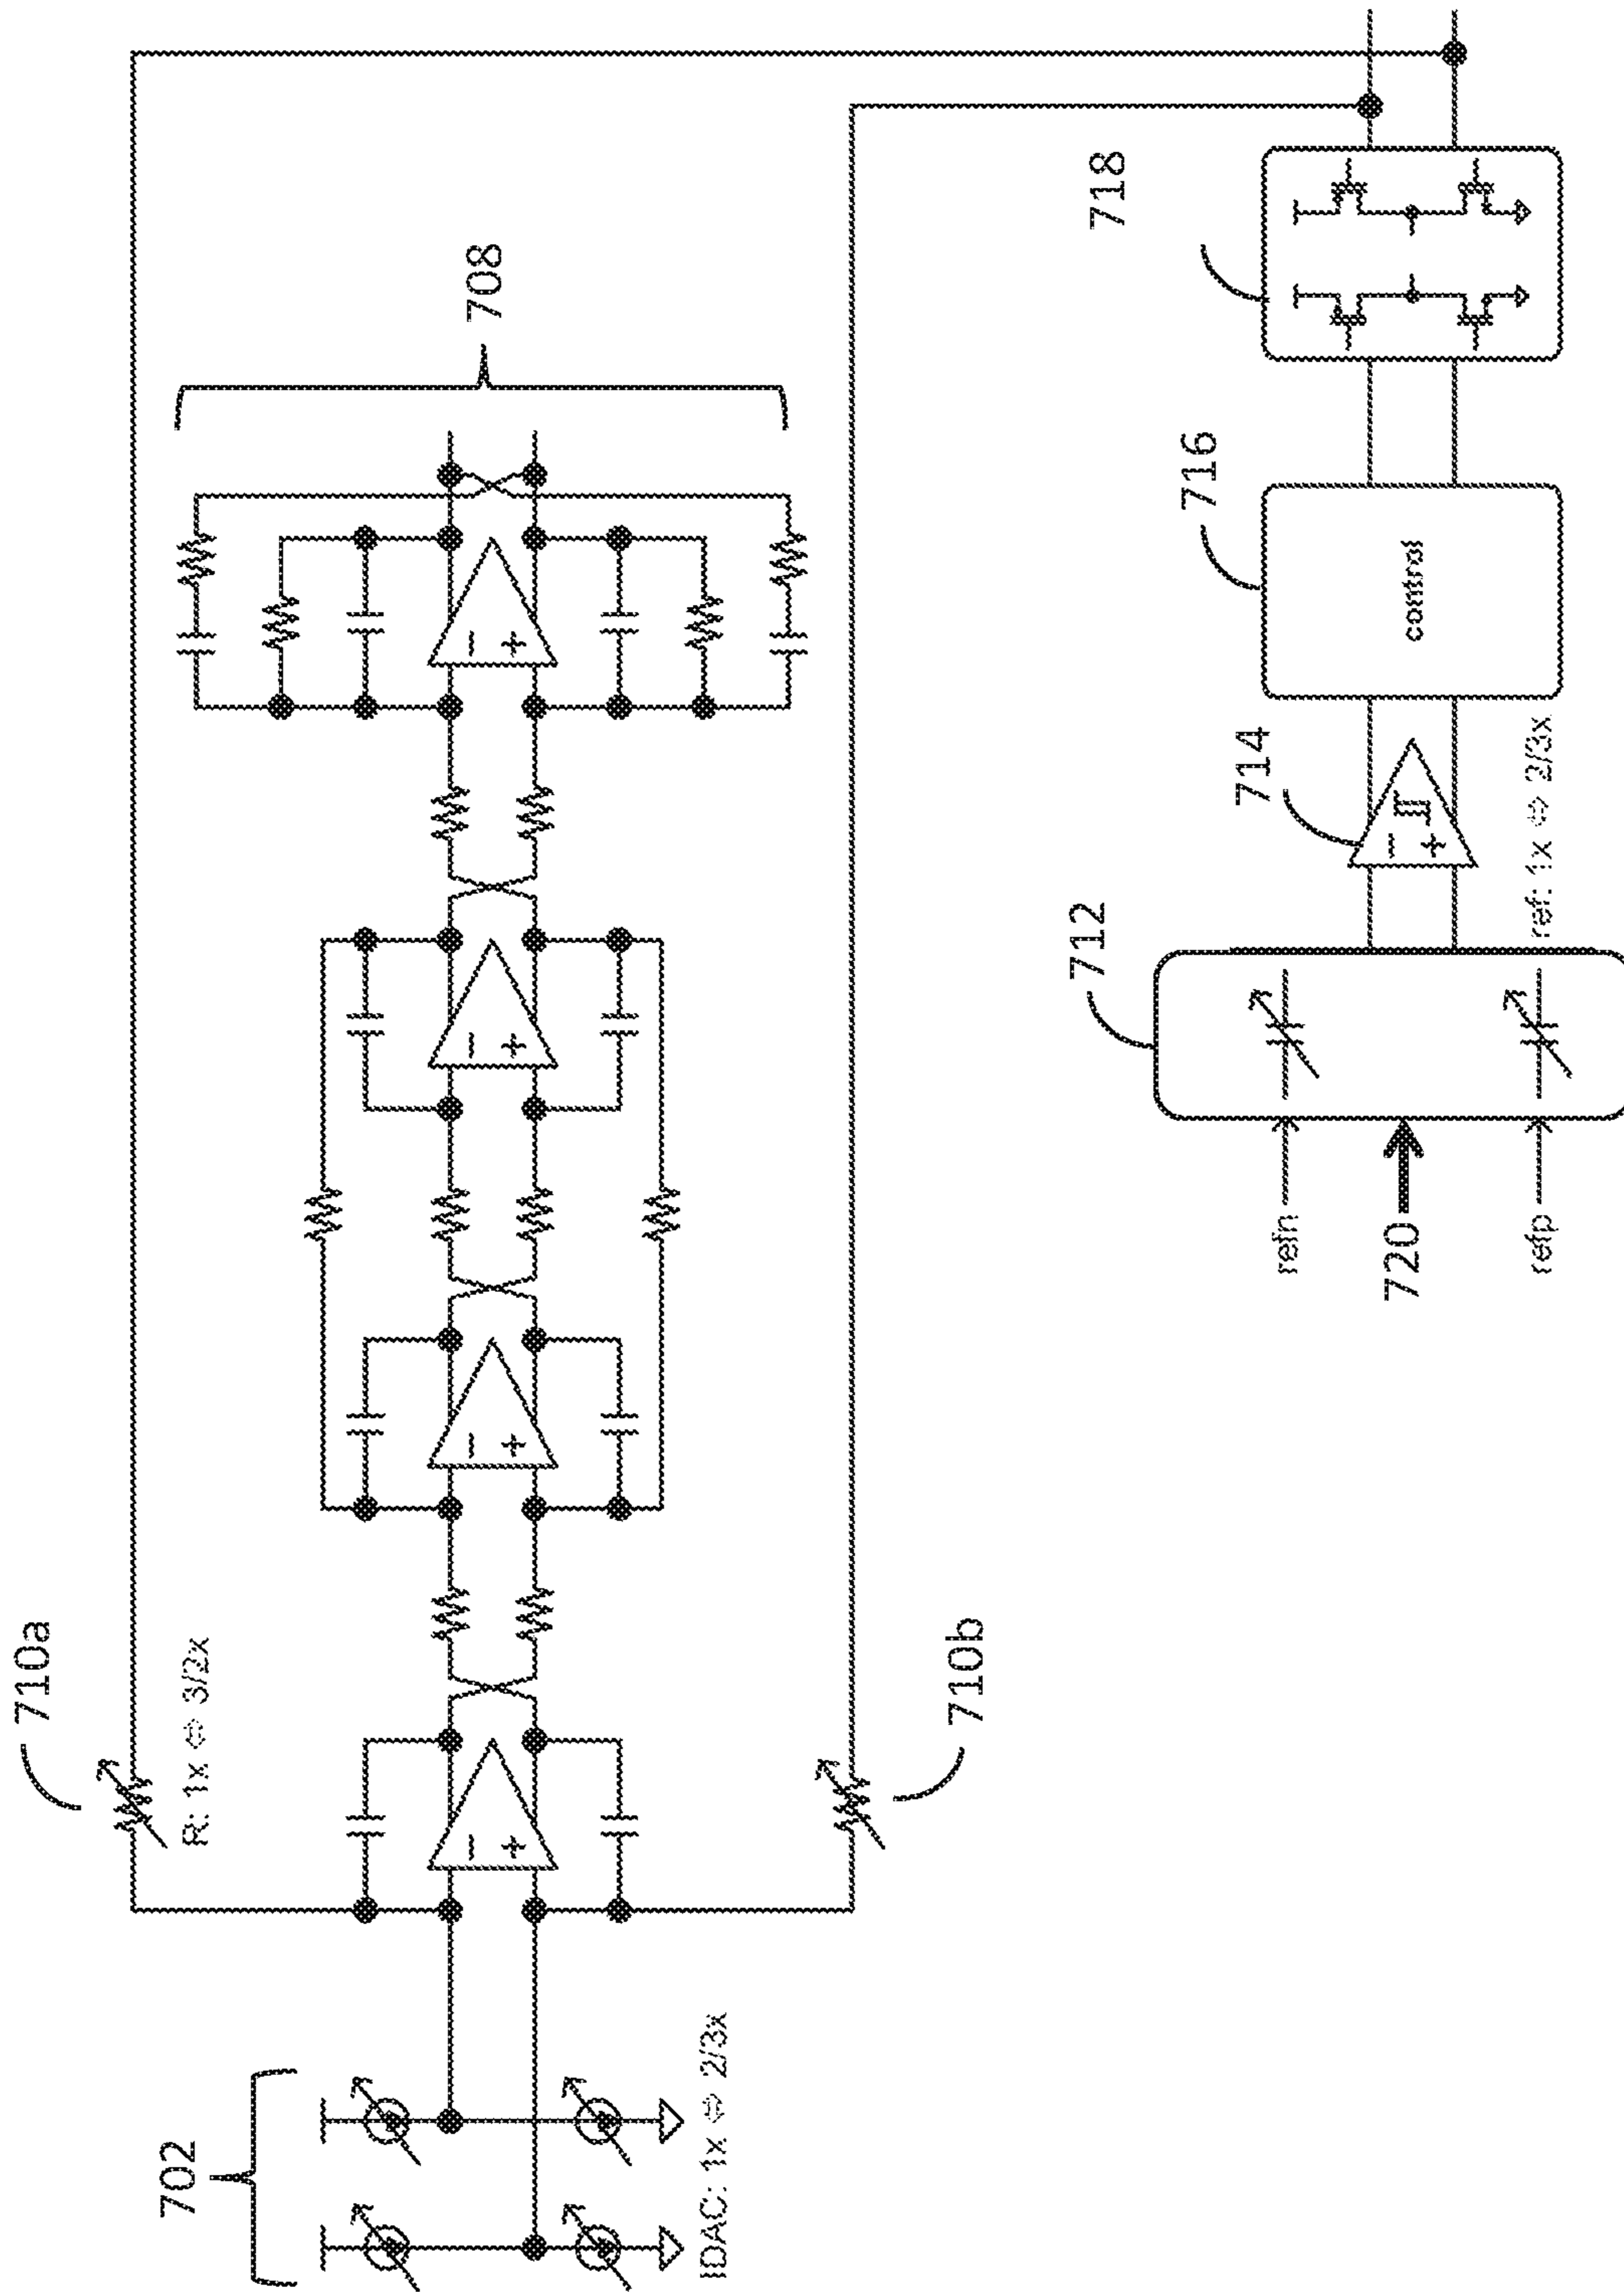 702
IDAC: 1x ⇔ 2/3x
710a
R: 1x ⇔ 3/2x
− +
− +
− +
− +
708
710b
refn
720
refp
712
714
− +
ref: 1x ⇔ 2/3x
716
control
718